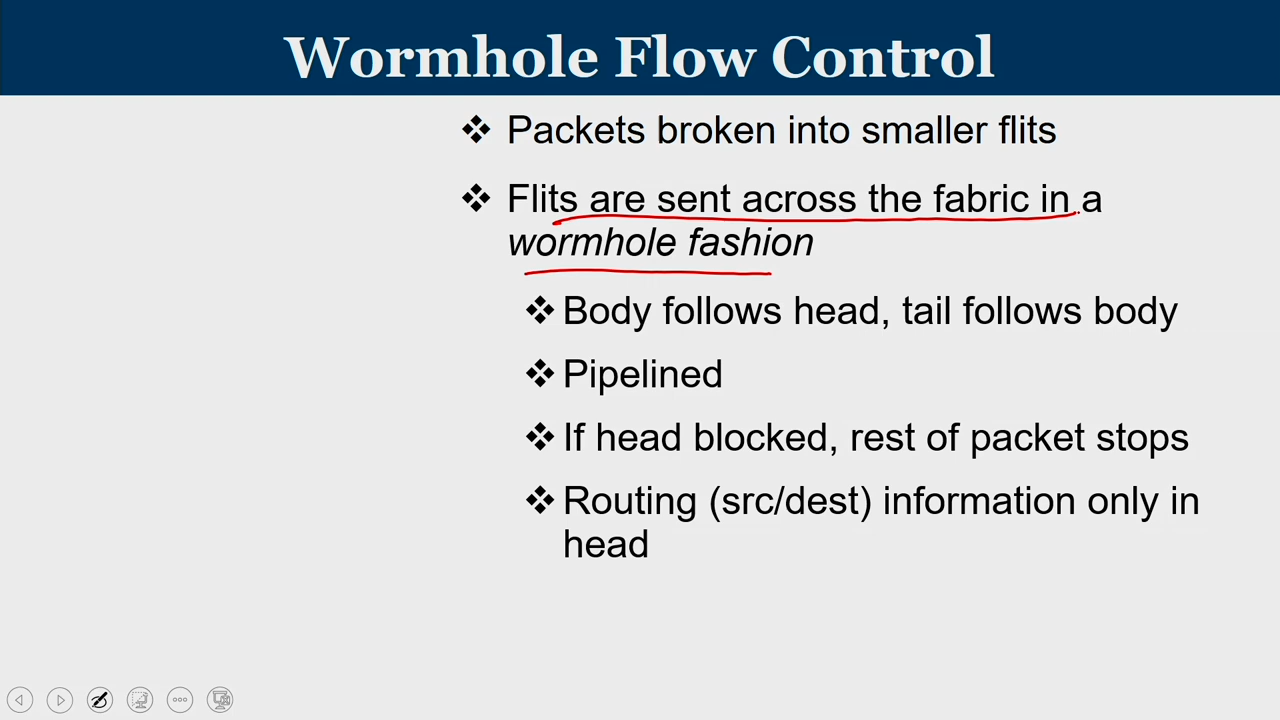 Wormhole Flow Control
❖ Packets broken into smaller flits
❖ Flits are sent across the fabric in a
wormhole fashion
❖ Body follows head, tail follows body
❖ Pipelined
❖ If head blocked, rest of packet stops
❖ Routing (src/dest) information only in
head